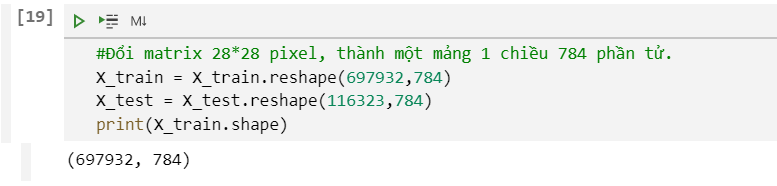 [19]
M↓
#Đổi matrix 28*28 pixel, thành một mảng 1 chiều 784 phần tử.
X_train = X_train.reshape(697932,784)
X_test = X_test.reshape(116323,784)
print(X_train.shape)
(697932, 784)